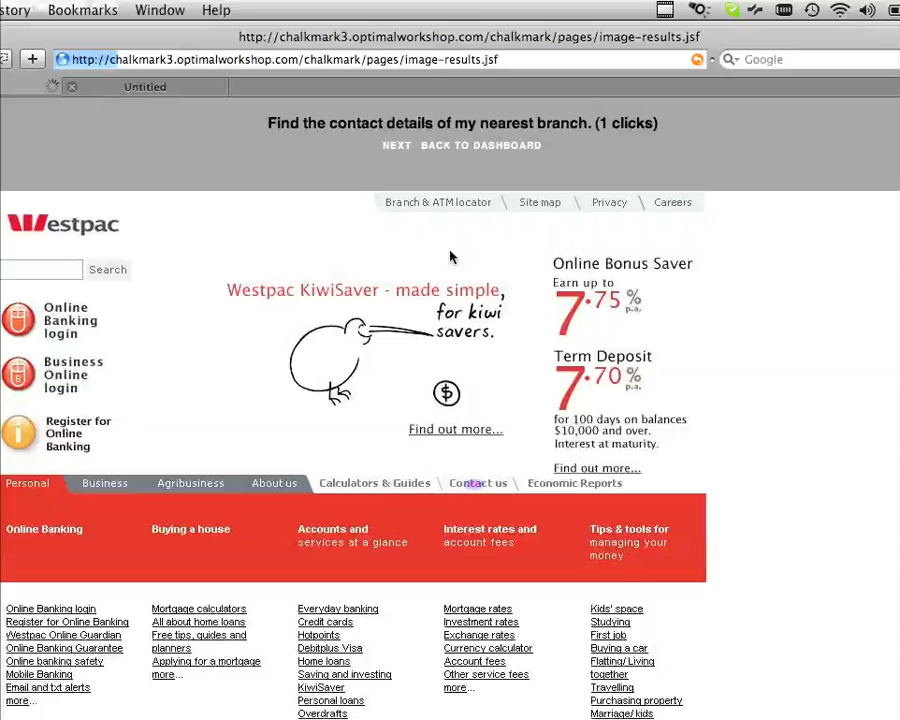 story Bookmarks Window Help
http://chalkmark3.optimalworkshop.com/chalkmark/pages/image-results.jsf
http://chalkmark3.optimalworkshop.com/chalkmark/pages/image-results.jsf Google
Untitled
Find the contact details of my nearest branch. (1 clicks)
NEXT BACK TO DASHBOARD
Branch & ATM locator Site map Privacy Careers
Westpac
Search
Online
Banking
login
Business
Online
login
Register for
Online
Banking
Westpac KiwiSaver - made simple,
for kiwi
savers.
$
Find out more...
Online Bonus Saver
Earn up to
7.75 % p.a.
Term Deposit
7.70 % p.a.
for 100 days on balances
$10,000 and over.
Interest at maturity.
Find out more...
Personal Business Agribusiness About us Calculators & Guides Contact us Economic Reports
Online Banking
Buying a house
Accounts and
services at a glance
Interest rates and
account fees
Tips & tools for
managing your
money
Online Banking login
Register for Online Banking
Westpac Online Guardian
Online Banking Guarantee
Online banking safety
Mobile Banking
Email and txt alerts
more...
Mortgage calculators
All about home loans
Free tips, guides and
planners
Applying for a mortgage
more...
Everyday banking
Credit cards
Hotpoints
Debitplus Visa
Home loans
Saving and investing
KiwiSaver
Personal loans
Overdrafts
Mortgage rates
Investment rates
Exchange rates
Currency calculator
Account fees
Other service fees
more...
Kids' space
Studying
First job
Buying a car
Flatting/ Living
together
Travelling
Purchasing property
Marriage/ kids